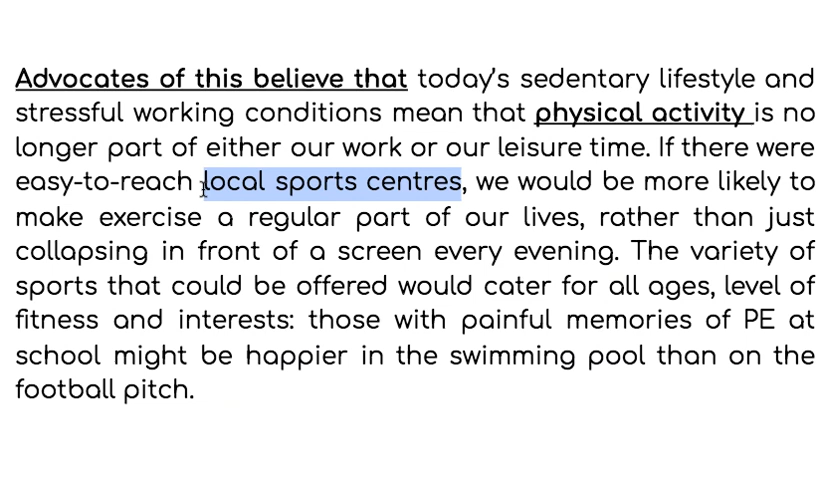 Advocates of this believe that today's sedentary lifestyle and
stressful working conditions mean that physical activity is no
longer part of either our work or our leisure time. If there were
easy-to-reach local sports centres, we would be more likely to
make exercise a regular part of our lives, rather than just
collapsing in front of a screen every evening. The variety of
sports that could be offered would cater for all ages, level of
fitness and interests: those with painful memories of PE at
school might be happier in the swimming pool than on the
football pitch.